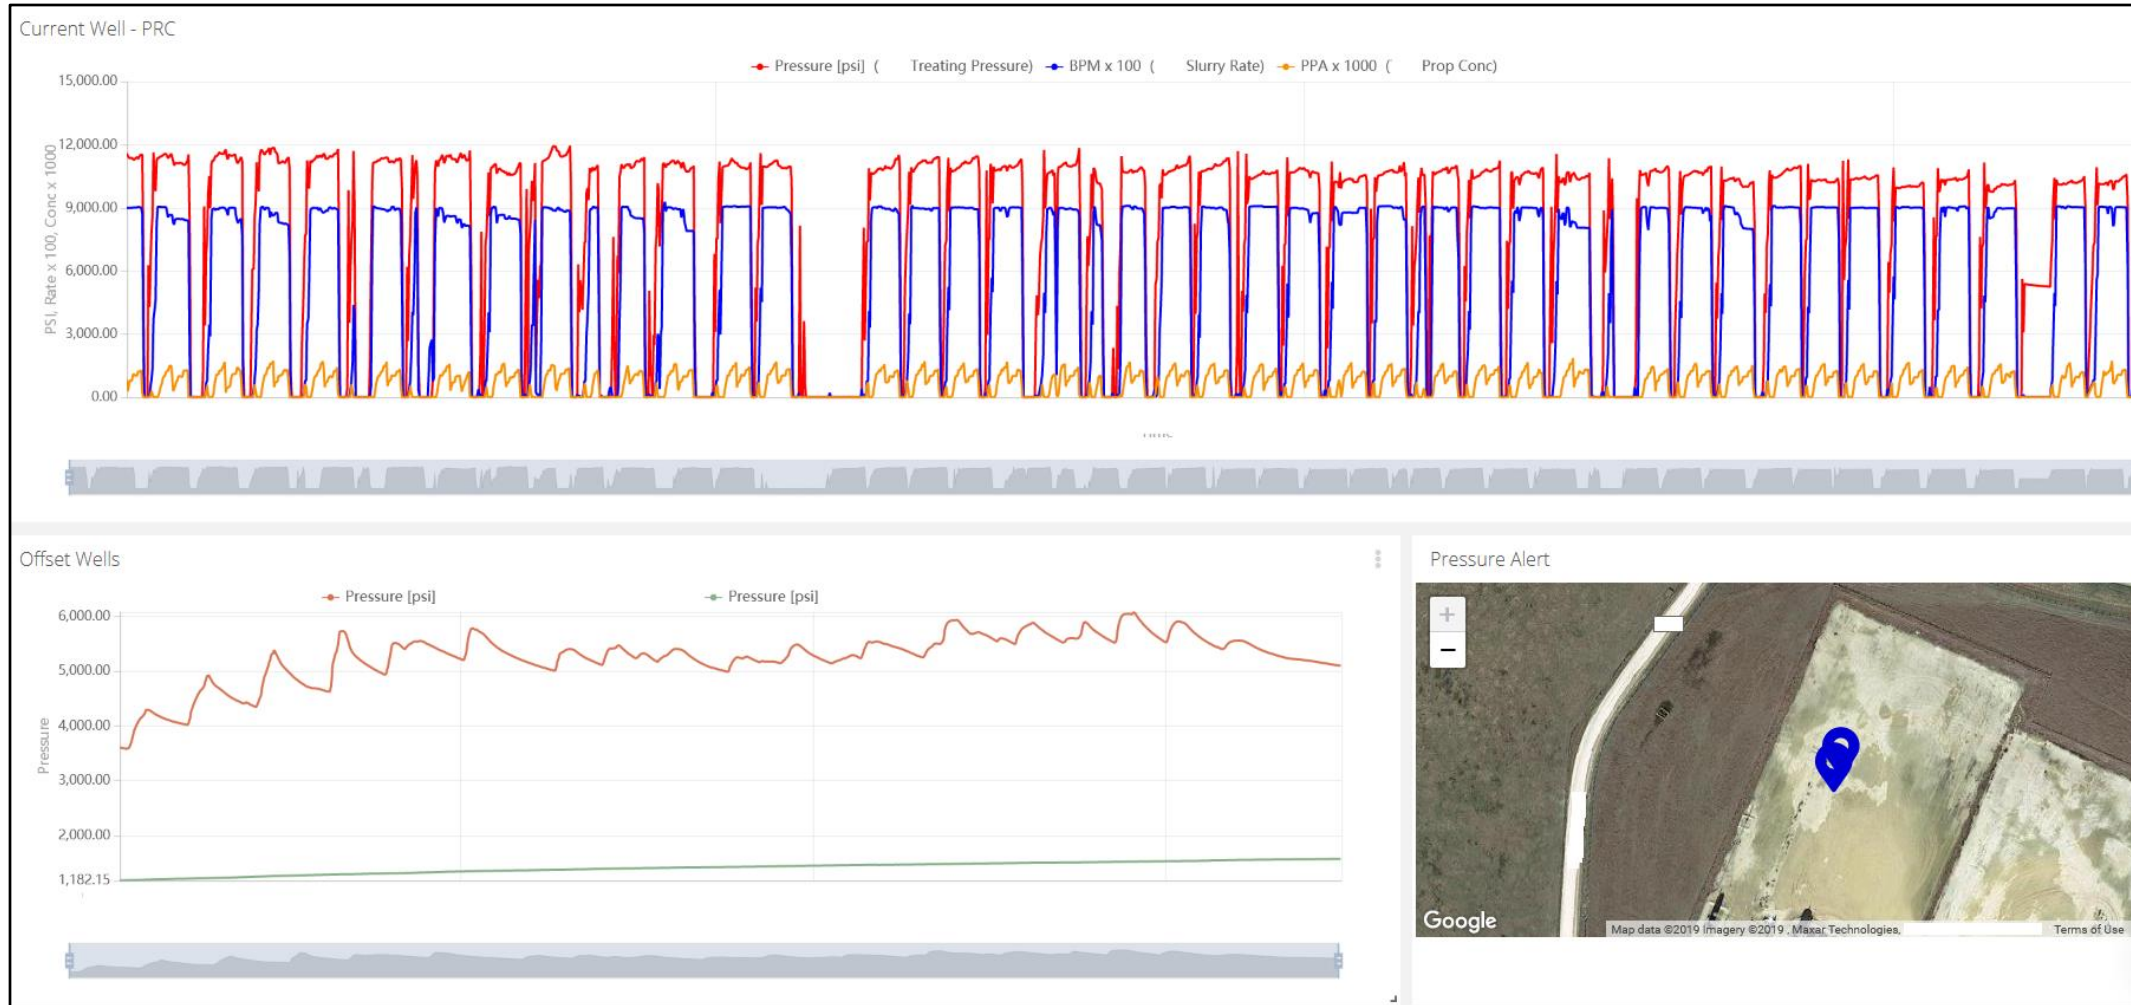 Current Well - PRC
Pressure [psi] ( Treating Pressure) BPM x 100 ( Slurry Rate) PPA x 1000 ( Prop Conc)
PSI, Rate x 100, Conc x 1000
15,000.00
12,000.00
9,000.00
6,000.00
3,000.00
0.00
Offset Wells
Pressure [psi] Pressure [psi]
Pressure
6,000.00
5,000.00
4,000.00
3,000.00
2,000.00
1,182.15
Pressure Alert
+
−
Google
Map data ©2019 Imagery ©2019 , Maxar Technologies,
Terms of Use